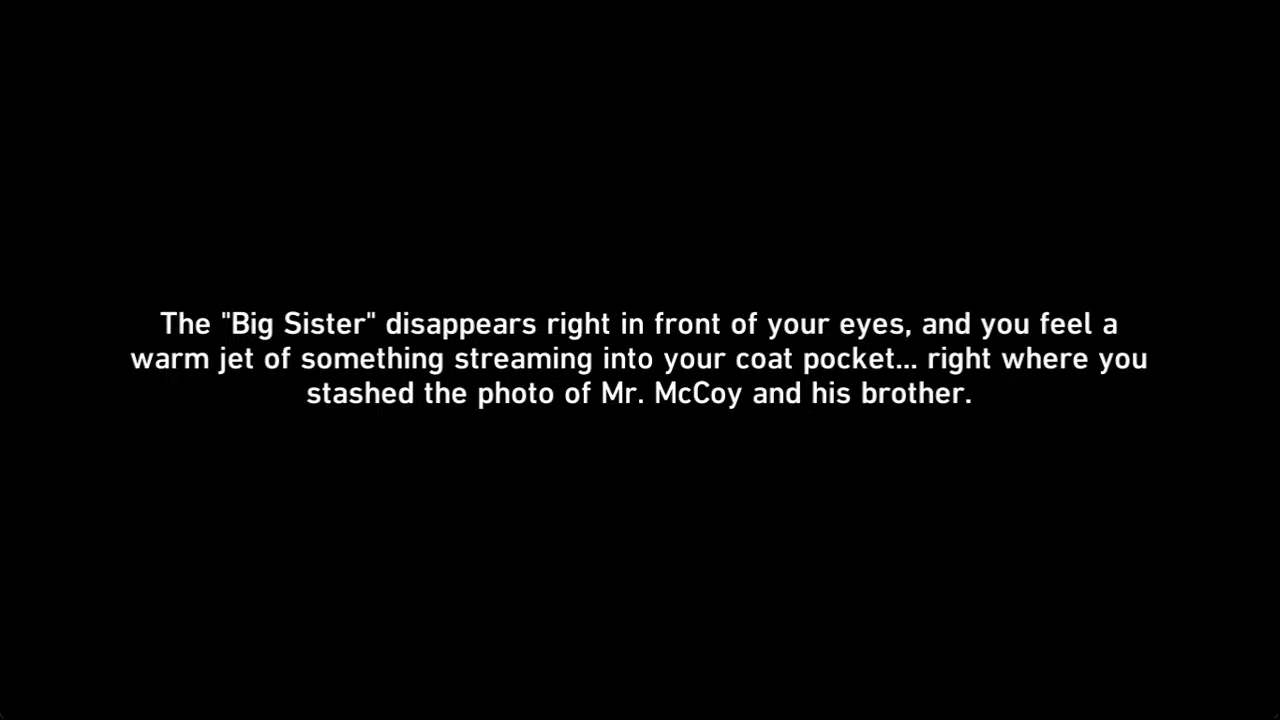 The "Big Sister" disappears right in front of your eyes, and you feel a
warm jet of something streaming into your coat pocket... right where you
stashed the photo of Mr. McCoy and his brother.